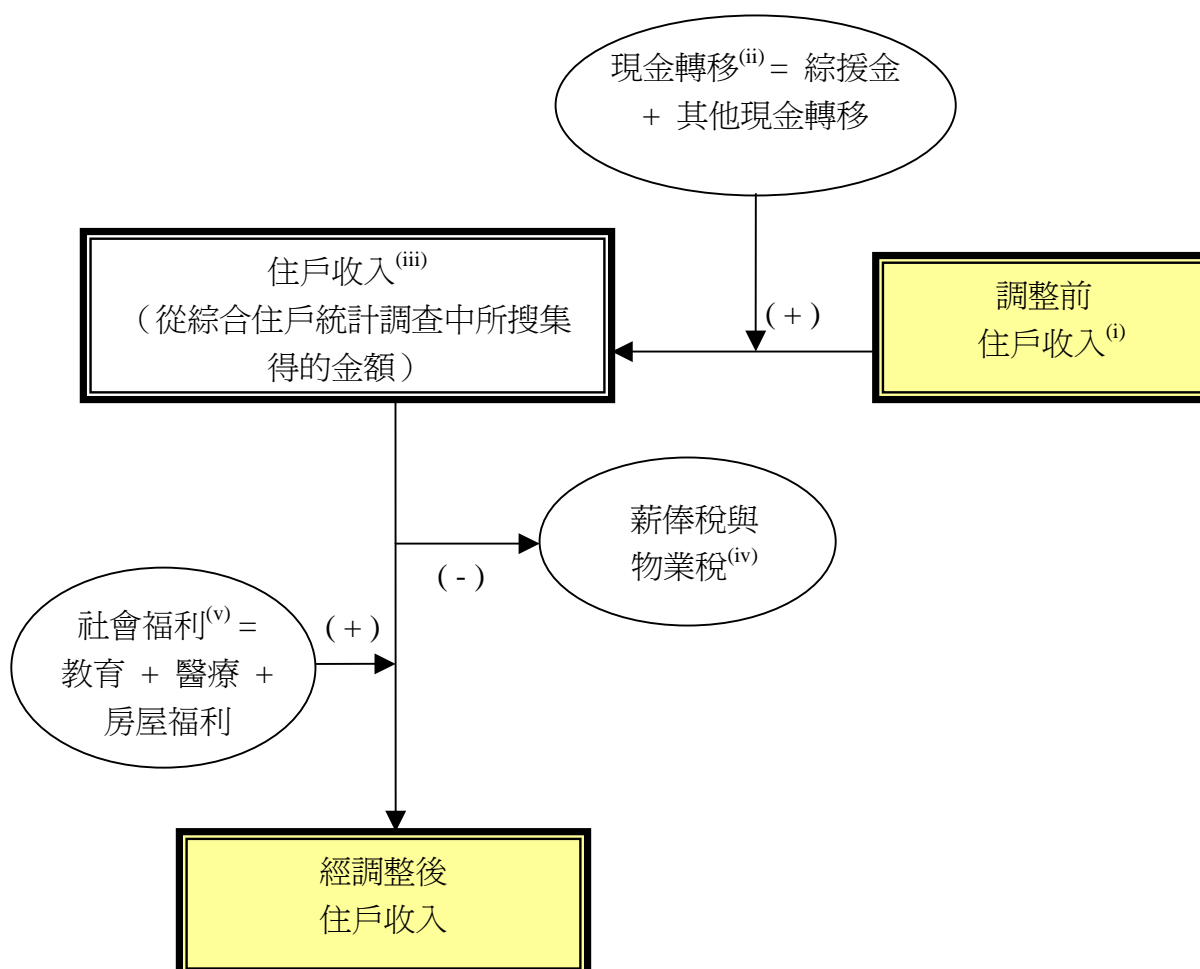 現金轉移(ii) = 綜援金
+ 其他現金轉移
住戶收入(iii)
（從綜合住戶統計調查中所搜集
得的金額）
( + )
調整前
住戶收入(i)
薪俸稅與
物業稅(iv)
( - )
社會福利(v) =
教育 + 醫療 +
房屋福利
( + )
經調整後
住戶收入